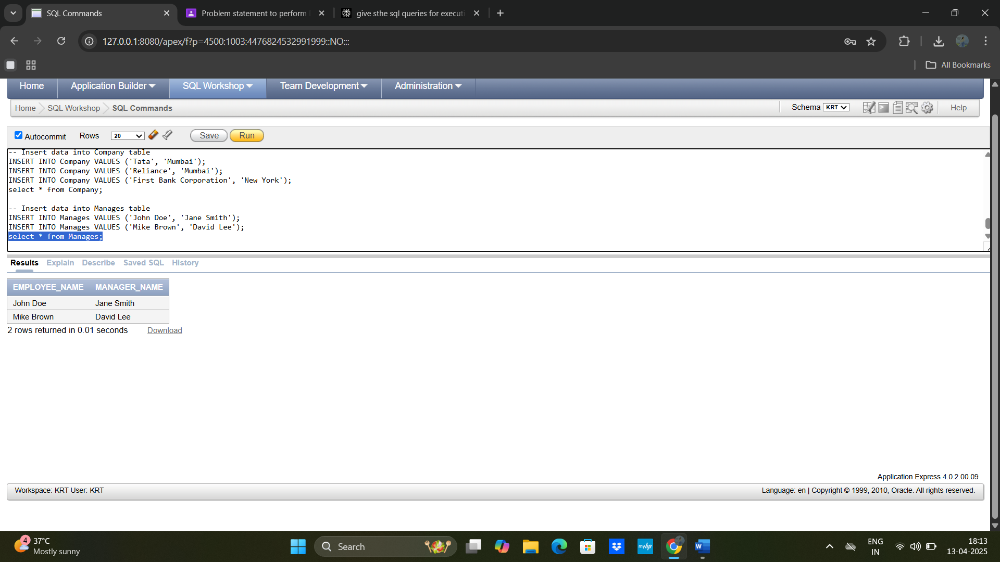 SQL Commands
Problem statement to perform
give sthe sql queries for executi
127.0.0.1:8080/apex/f?p=4500:1003:4476824532991999::NO:::
All Bookmarks
Home Application Builder SQL Workshop Team Development Administration
Home SQL Workshop SQL Commands Schema KRT Help
Autocommit Rows 20 Save Run
-- Insert data into Company table
INSERT INTO Company VALUES ('Tata', 'Mumbai');
INSERT INTO Company VALUES ('Reliance', 'Mumbai');
INSERT INTO Company VALUES ('First Bank Corporation', 'New York');
select * from Company;
-- Insert data into Manages table
INSERT INTO Manages VALUES ('John Doe', 'Jane Smith');
INSERT INTO Manages VALUES ('Mike Brown', 'David Lee');
select * from Manages;
Results Explain Describe Saved SQL History
EMPLOYEE_NAME MANAGER_NAME
John Doe Jane Smith
Mike Brown David Lee
2 rows returned in 0.01 seconds Download
Application Express 4.0.2.00.09
Workspace: KRT User: KRT Language: en | Copyright © 1999, 2010, Oracle. All rights reserved.
4
37°C
Mostly sunny
Search
myhp
W
ENG
IN
18:13
13-04-2025